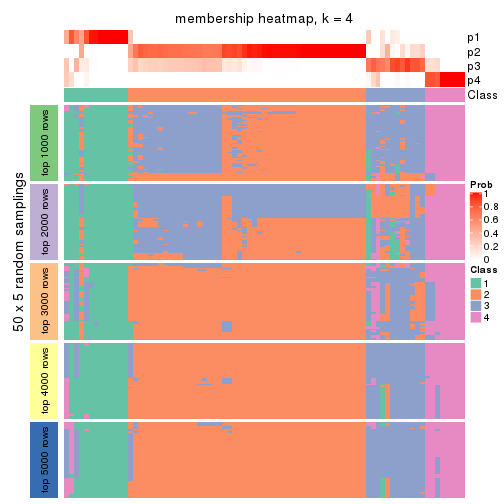 membership heatmap, k = 4
p1
p2
p3
p4
Class
top 1000 rows
top 2000 rows
top 3000 rows
top 4000 rows
top 5000 rows
50 x 5 random samplings
Prob
1
0.8
0.6
0.4
0.2
0
Class
1
2
3
4